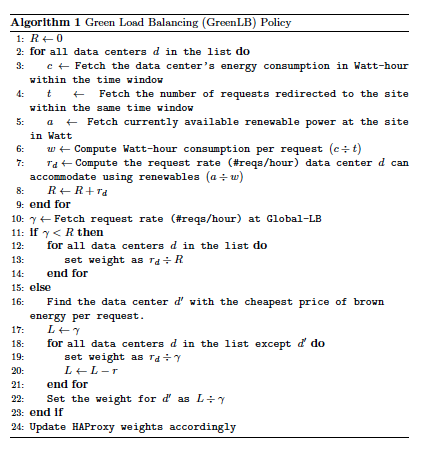 Algorithm 1 Green Load Balancing (GreenLB) Policy
1: R ← 0
2: for all data centers d in the list do
3: c ← Fetch the data center's energy consumption in Watt-hour
within the time window
4: t ← Fetch the number of requests redirected to the site
within the same time window
5: a ← Fetch currently available renewable power at the site
in Watt
6: w ← Compute Watt-hour consumption per request (c ÷ t)
7: r_d ← Compute the request rate (#reqs/hour) data center d can
accommodate using renewables (a ÷ w)
8: R ← R + r_d
9: end for
10: γ ← Fetch request rate (#reqs/hour) at Global-LB
11: if γ < R then
12: for all data centers d in the list do
13: set weight as r_d ÷ R
14: end for
15: else
16: Find the data center d' with the cheapest price of brown
energy per request.
17: L ← γ
18: for all data centers d in the list except d' do
19: set weight as r_d ÷ γ
20: L ← L − r
21: end for
22: Set the weight for d' as L ÷ γ
23: end if
24: Update HAProxy weights accordingly